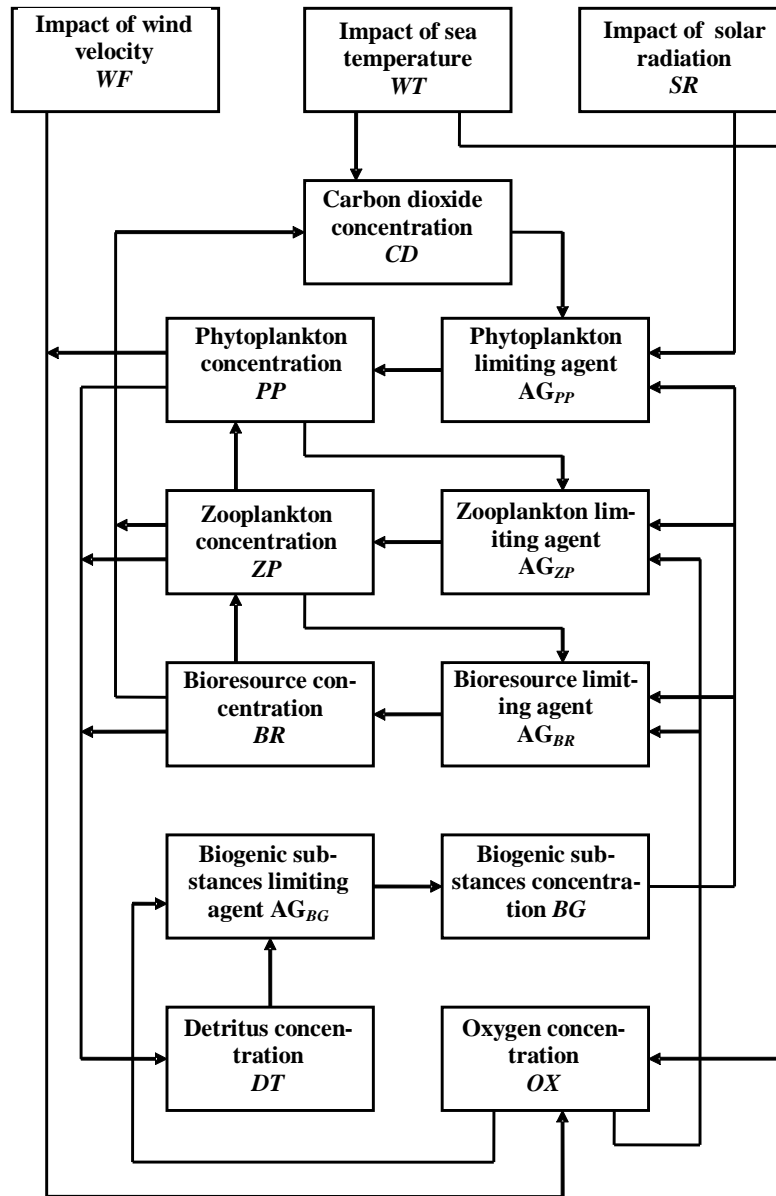 Impact of wind
velocity
WF
Impact of sea
temperature
WT
Impact of solar
radiation
SR
Carbon dioxide
concentration
CD
Phytoplankton
concentration
PP
Phytoplankton
limiting agent
AGPP
Zooplankton
concentration
ZP
Zooplankton lim-
iting agent
AGZP
Bioresource con-
centration
BR
Bioresource limit-
ing agent
AGBR
Biogenic sub-
stances limiting
agent AGBG
Biogenic sub-
stances concentra-
tion BG
Detritus concen-
tration
DT
Oxygen concen-
tration
OX